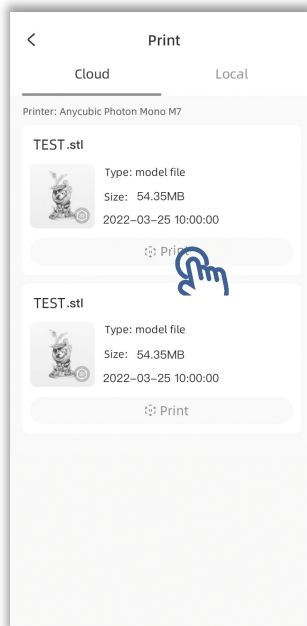 Print
Cloud Local
Printer: Anycubic Photon Mono M7
TEST.stl
Type: model file
Size: 54.35MB
2022-03-25 10:00:00
Print
TEST.stl
Type: model file
Size: 54.35MB
2022-03-25 10:00:00
Print